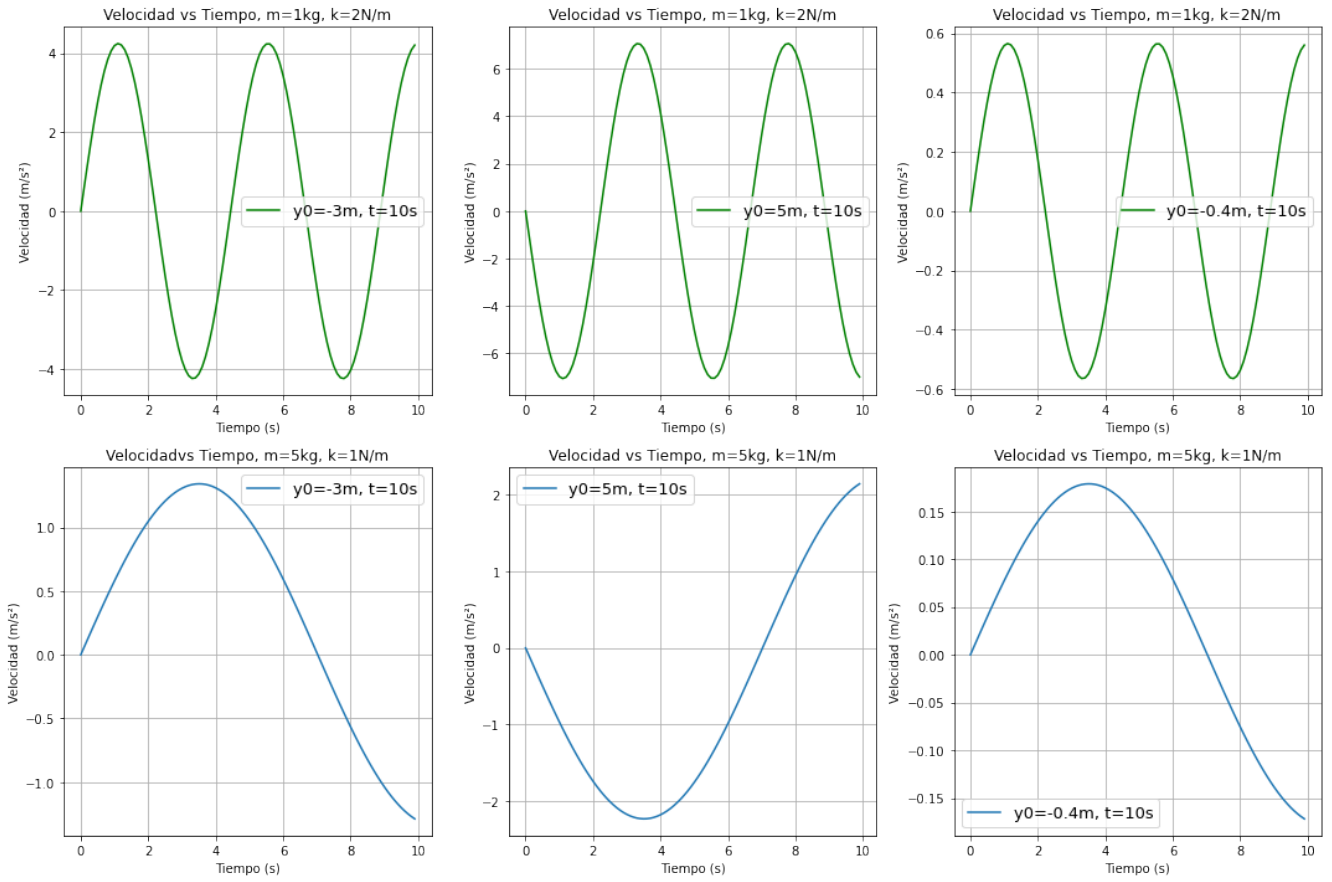 Velocidad vs Tiempo, m=1kg, k=2N/m
Velocidad (m/s²)
4
2
0
−2
−4
y0=-3m, t=10s
0 2 4 6 8 10
Tiempo (s)
Velocidad vs Tiempo, m=1kg, k=2N/m
Velocidad (m/s²)
6
4
2
0
−2
−4
−6
y0=5m, t=10s
0 2 4 6 8 10
Tiempo (s)
Velocidad vs Tiempo, m=1kg, k=2N/m
Velocidad (m/s²)
0.6
0.4
0.2
0.0
−0.2
−0.4
−0.6
y0=-0.4m, t=10s
0 2 4 6 8 10
Tiempo (s)
Velocidadvs Tiempo, m=5kg, k=1N/m
Velocidad (m/s²)
1.0
0.5
0.0
−0.5
−1.0
y0=-3m, t=10s
0 2 4 6 8 10
Tiempo (s)
Velocidad vs Tiempo, m=5kg, k=1N/m
Velocidad (m/s²)
2
1
0
−1
−2
y0=5m, t=10s
0 2 4 6 8 10
Tiempo (s)
Velocidad vs Tiempo, m=5kg, k=1N/m
Velocidad (m/s²)
0.15
0.10
0.05
0.00
−0.05
−0.10
−0.15
y0=-0.4m, t=10s
0 2 4 6 8 10
Tiempo (s)